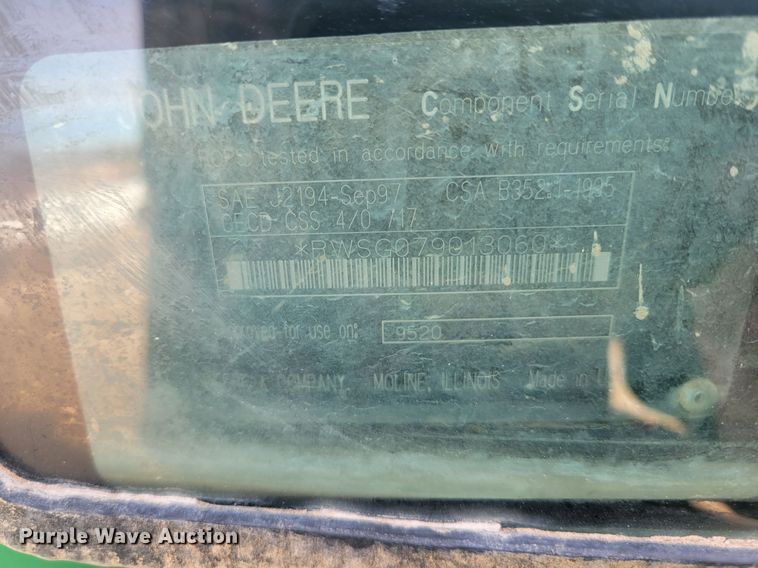 JOHN DEERE Component Serial Number
ROPS tested in accordance with requirements:
SAE J2194-Sep97 CSA B352.1-1995
OECD CSS 4/0 717
*RWSG079013060*
for use on: 9520
& COMPANY, MOLINE, ILLINOIS Made in
Purple Wave Auction